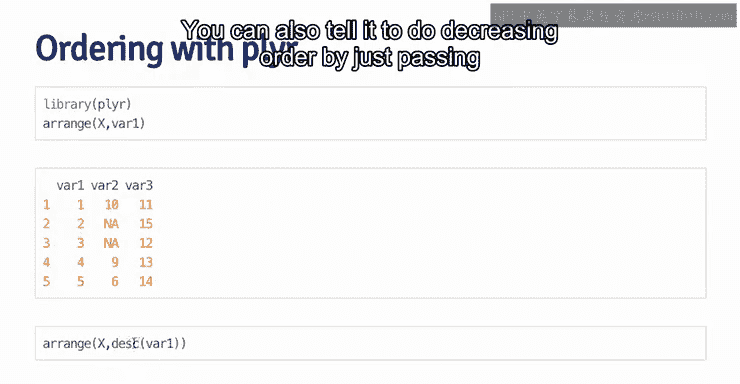 You can also tell it to do decreasing
order by just passing
Ordering with plyr
library(plyr)
arrange(X,var1)
var1 var2 var3
1 1 10 11
2 2 NA 15
3 3 NA 12
4 4 9 13
5 5 6 14
arrange(X,desc(var1))